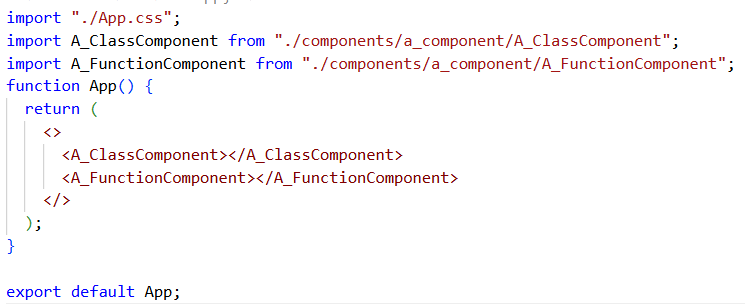 import "./App.css";
import A_ClassComponent from "./components/a_component/A_ClassComponent";
import A_FunctionComponent from "./components/a_component/A_FunctionComponent";
function App() {
  return (
    <>
      <A_ClassComponent></A_ClassComponent>
      <A_FunctionComponent></A_FunctionComponent>
    </>
  );
}

export default App;